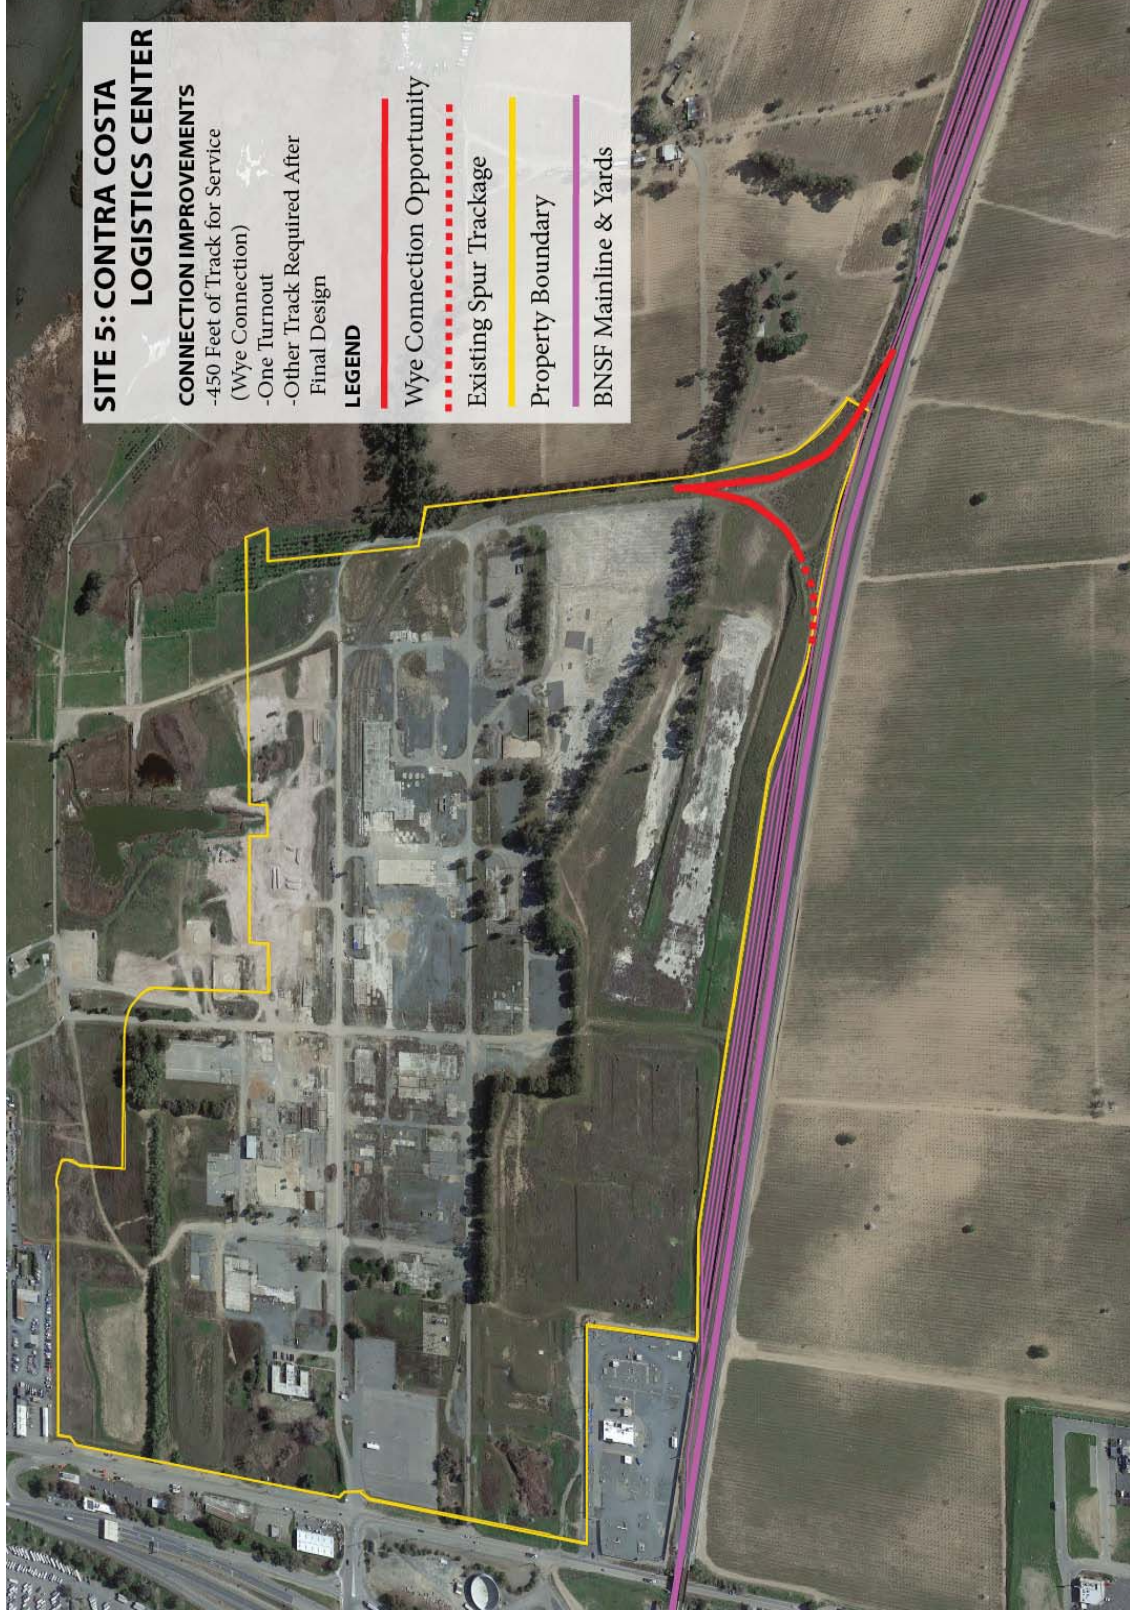 SITE 5: CONTRA COSTA
LOGISTICS CENTER
CONNECTION IMPROVEMENTS
-450 Feet of Track for Service
(Wye Connection)
-One Turnout
-Other Track Required After
Final Design
LEGEND
Wye Connection Opportunity
Existing Spur Trackage
Property Boundary
BNSF Mainline & Yards